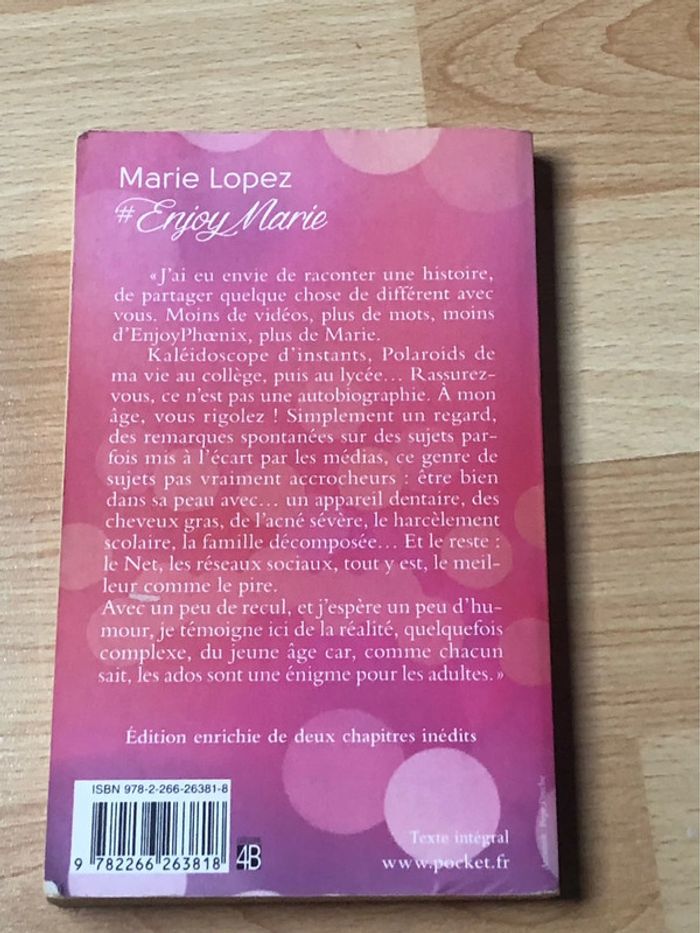 Marie Lopez
#EnjoyMarie
«J'ai eu envie de raconter une histoire,
de partager quelque chose de différent avec
vous. Moins de vidéos, plus de mots, moins
d'EnjoyPhœnix, plus de Marie.
Kaléidoscope d'instants, Polaroids de
ma vie au collège, puis au lycée... Rassurez-
vous, ce n'est pas une autobiographie. À mon
âge, vous rigolez ! Simplement un regard,
des remarques spontanées sur des sujets par-
fois mis à l'écart par les médias, ce genre de
sujets pas vraiment accrocheurs : être bien
dans sa peau avec... un appareil dentaire, des
cheveux gras, de l'acné sévère, le harcèlement
scolaire, la famille décomposée... Et le reste :
le Net, les réseaux sociaux, tout y est, le meil-
leur comme le pire.
Avec un peu de recul, et j'espère un peu d'hu-
mour, je témoigne ici de la réalité, quelquefois
complexe, du jeune âge car, comme chacun
sait, les ados sont une énigme pour les adultes.»
Édition enrichie de deux chapitres inédits
ISBN 978-2-266-26381-8
9 782266 263818
4B
Texte intégral
www.pocket.fr